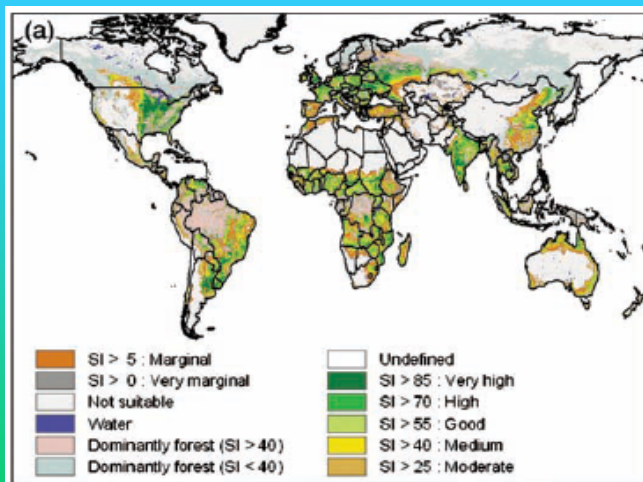 (a)
SI > 5 : Marginal
SI > 0 : Very marginal
Not suitable
Water
Dominantly forest (SI > 40)
Dominantly forest (SI < 40)
Undefined
SI > 85 : Very high
SI > 70 : High
SI > 55 : Good
SI > 40 : Medium
SI > 25 : Moderate